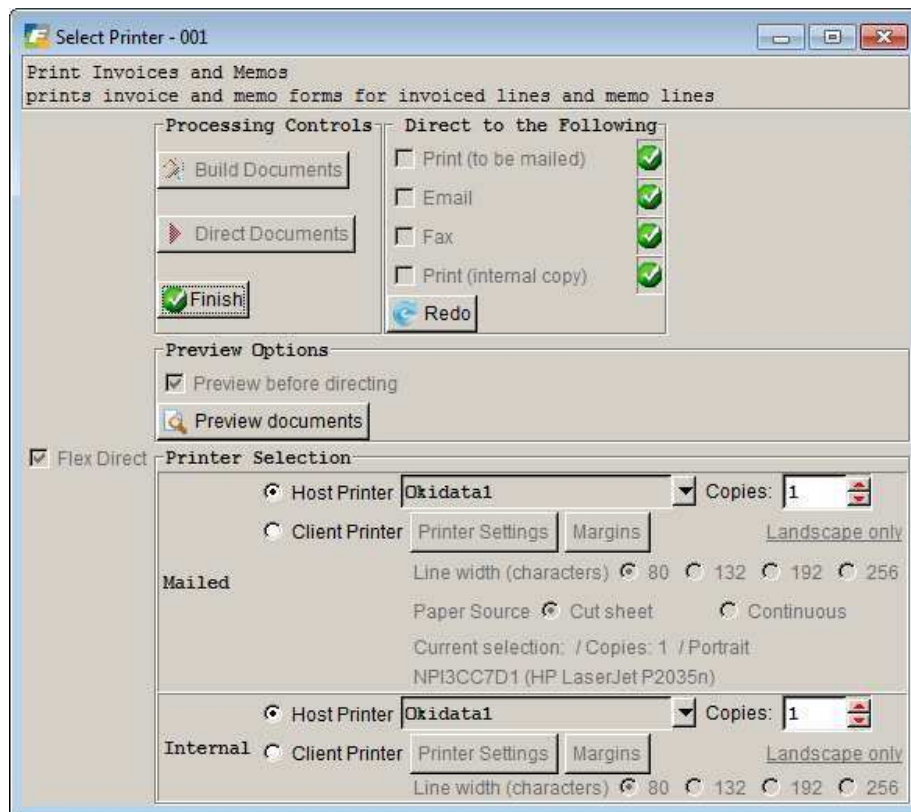 Select Printer - 001
Print Invoices and Memos
prints invoice and memo forms for invoiced lines and memo lines
Processing Controls
Build Documents
Direct Documents
Finish
Direct to the Following
Print (to be mailed)
Email
Fax
Print (internal copy)
Redo
Preview Options
Preview before directing
Preview documents
Flex Direct
Printer Selection
Mailed
Host Printer Okidata1 Copies: 1
Client Printer Printer Settings Margins Landscape only
Line width (characters) 80 132 192 256
Paper Source Cut sheet Continuous
Current selection: / Copies: 1 / Portrait
NPI3CC7D1 (HP LaserJet P2035n)
Internal
Host Printer Okidata1 Copies: 1
Client Printer Printer Settings Margins Landscape only
Line width (characters) 80 132 192 256